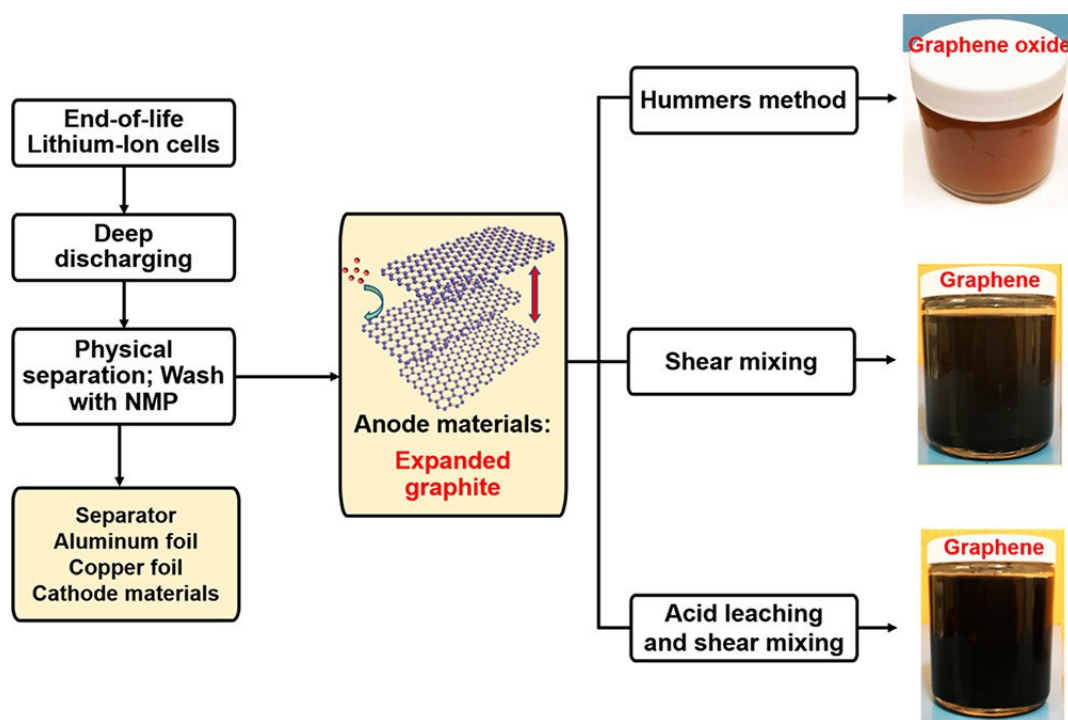 End-of-life
Lithium-Ion cells
Deep
discharging
Physical
separation; Wash
with NMP
Separator
Aluminum foil
Copper foil
Cathode materials
Anode materials:
Expanded
graphite
Hummers method
Graphene oxide
Shear mixing
Graphene
Acid leaching
and shear mixing
Graphene